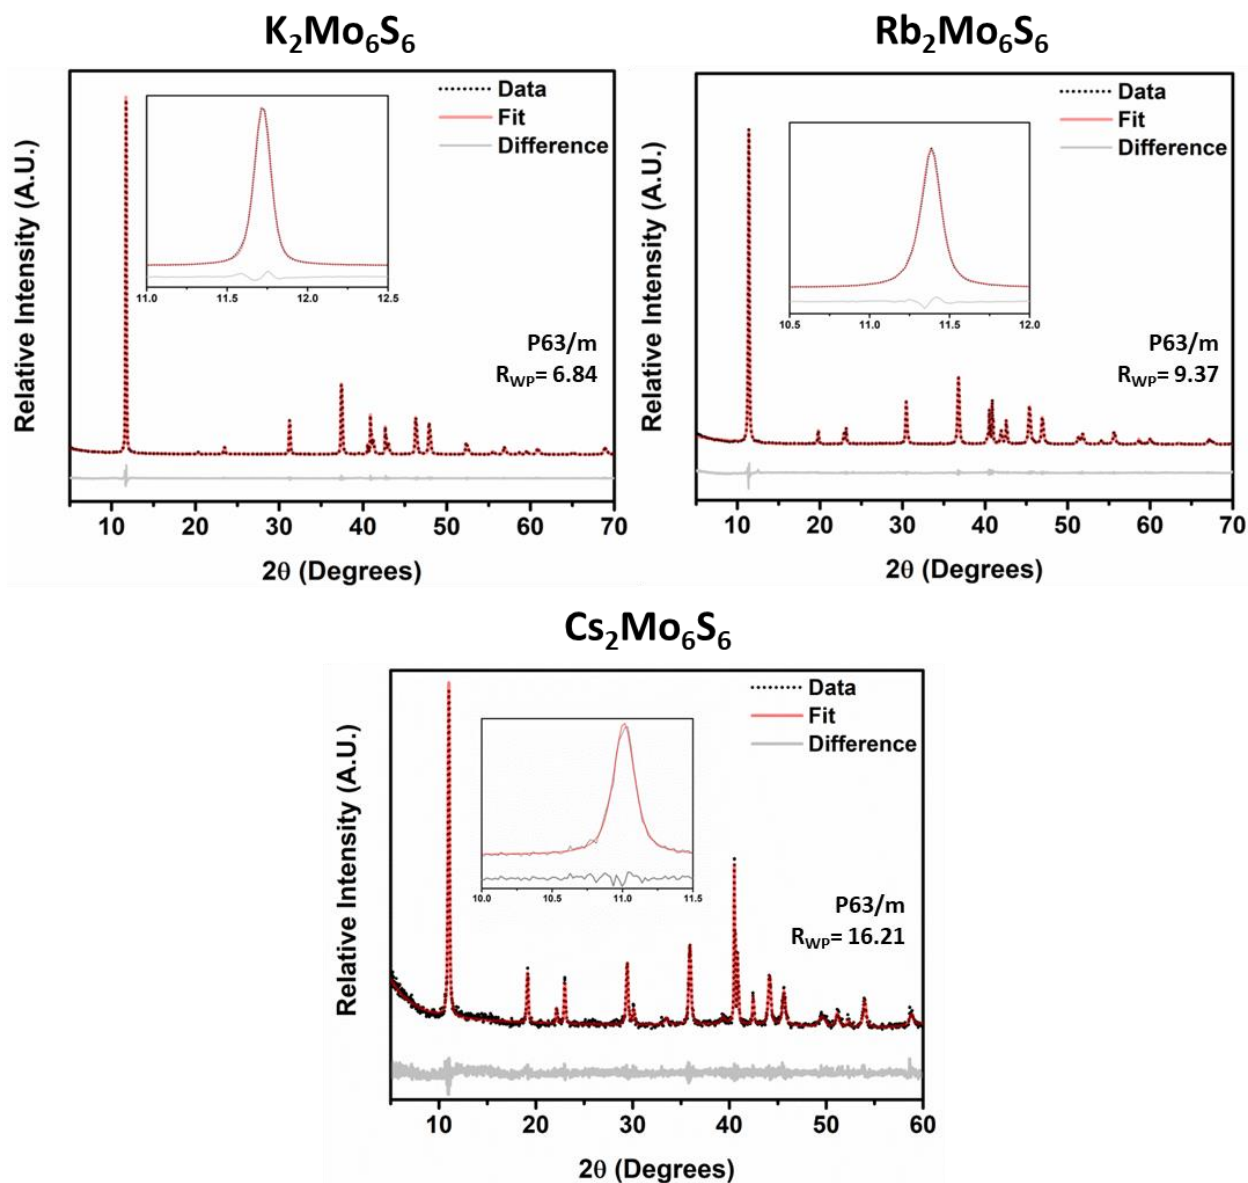 K₂Mo₆S₆
Relative Intensity (A.U.)
Data
Fit
Difference
11.0 11.5 12.0 12.5
P63/m
R_WP= 6.84
10 20 30 40 50 60 70
2θ (Degrees)
Rb₂Mo₆S₆
Relative Intensity (A.U.)
Data
Fit
Difference
10.5 11.0 11.5 12.0
P63/m
R_WP= 9.37
10 20 30 40 50 60 70
2θ (Degrees)
Cs₂Mo₆S₆
Relative Intensity (A.U.)
Data
Fit
Difference
10.0 10.5 11.0 11.5
P63/m
R_WP= 16.21
10 20 30 40 50 60
2θ (Degrees)